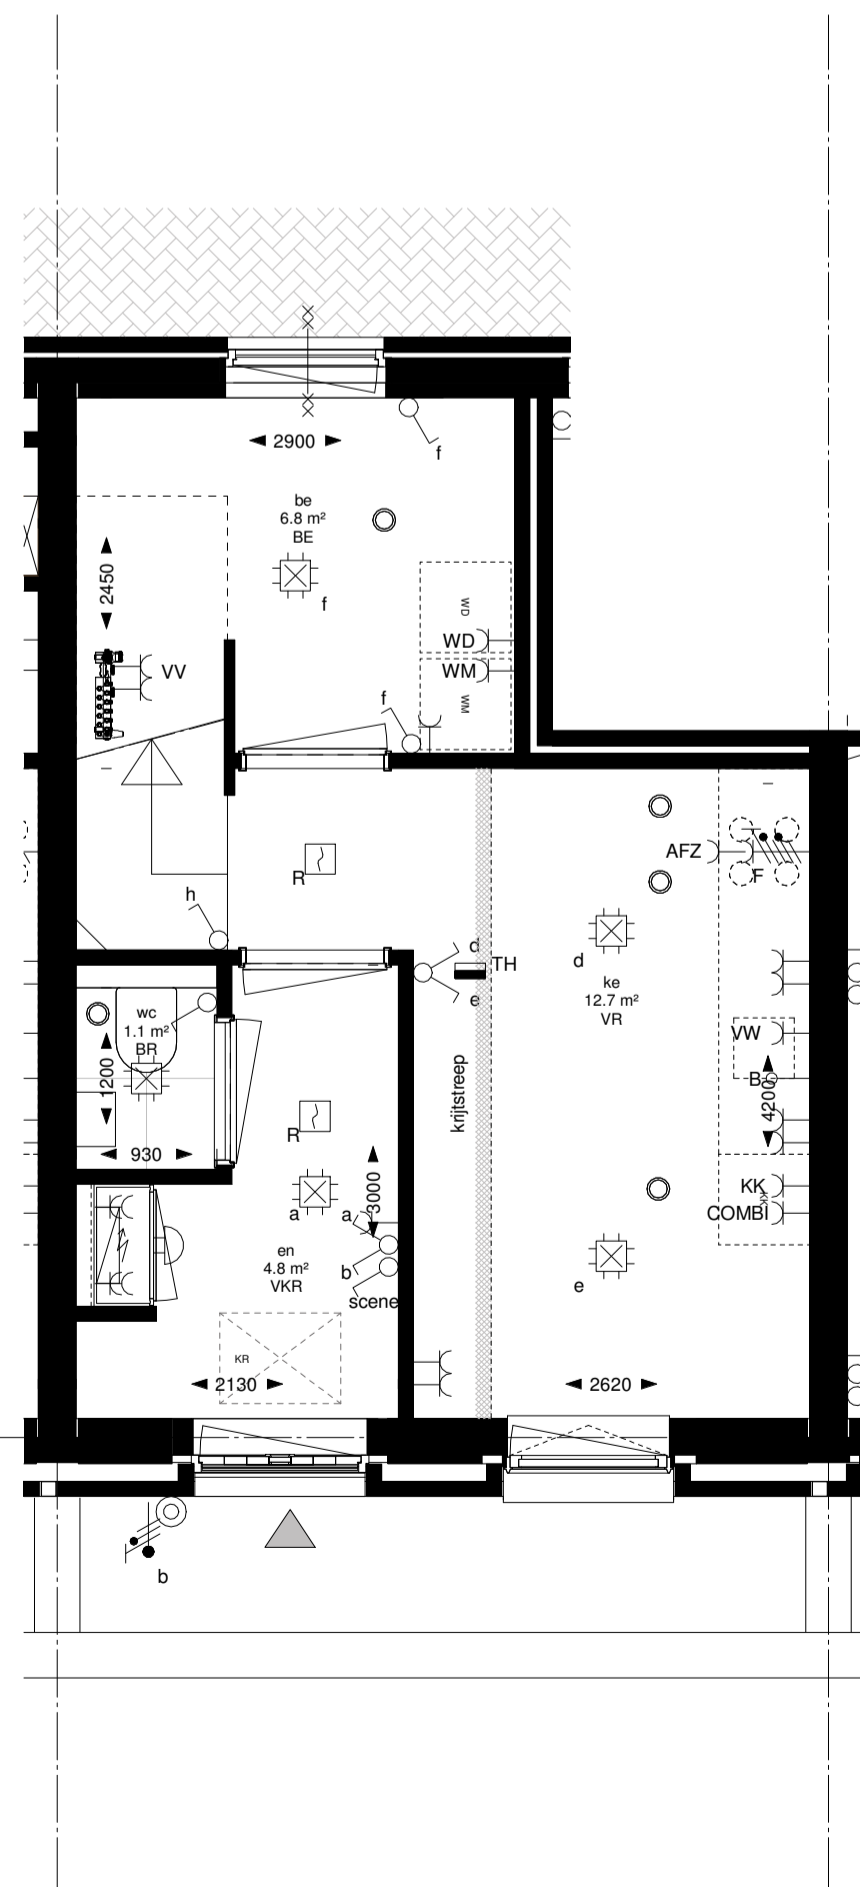 2900
f
be
6.8 m²
BE
2450
f
WD
WD
VV
WM
WM
f
AFZ
F
R
h
d
TH
e
d
ke
12.7 m²
VR
wc
1.1 m²
BR
VW
B
4200
1200
krijtstreep
R
930
3000
KK
KK
COMBI
a
a
en
4.8 m²
VKR
b
scene
e
KR
2130
2620
b